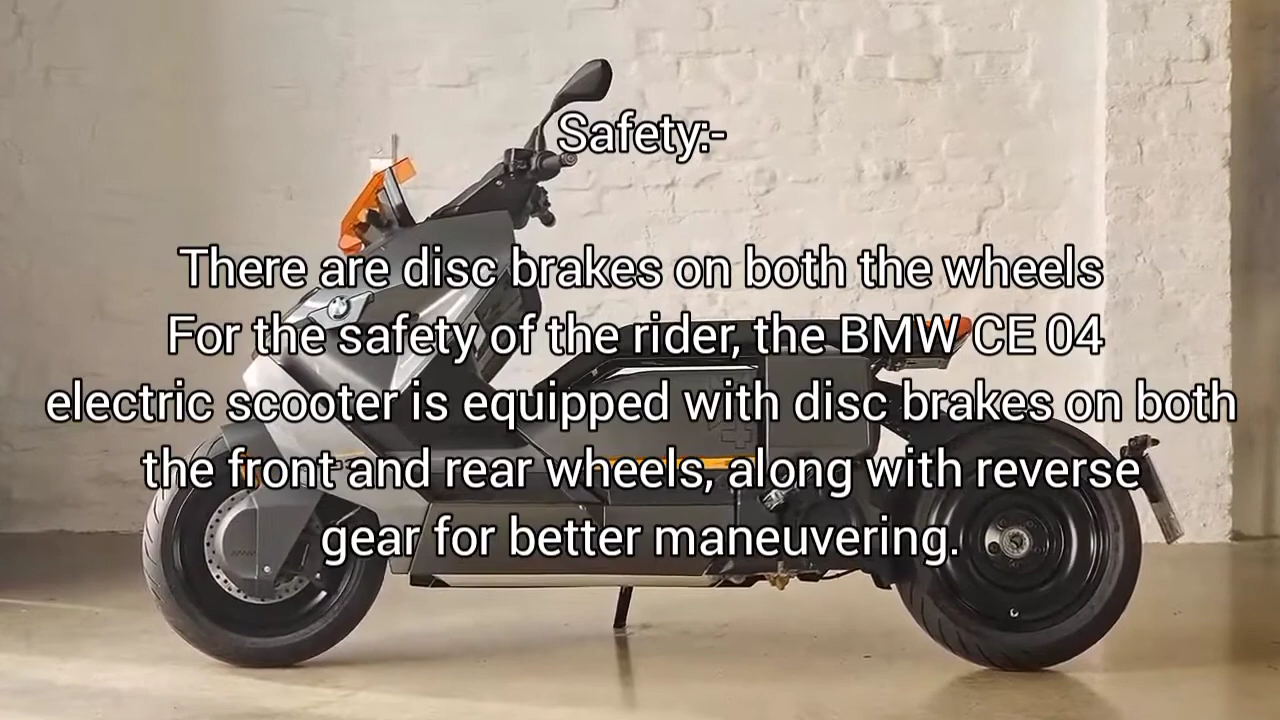 Safety:-
There are disc brakes on both the wheels
For the safety of the rider, the BMW CE 04
electric scooter is equipped with disc brakes on both
the front and rear wheels, along with reverse
gear for better maneuvering.